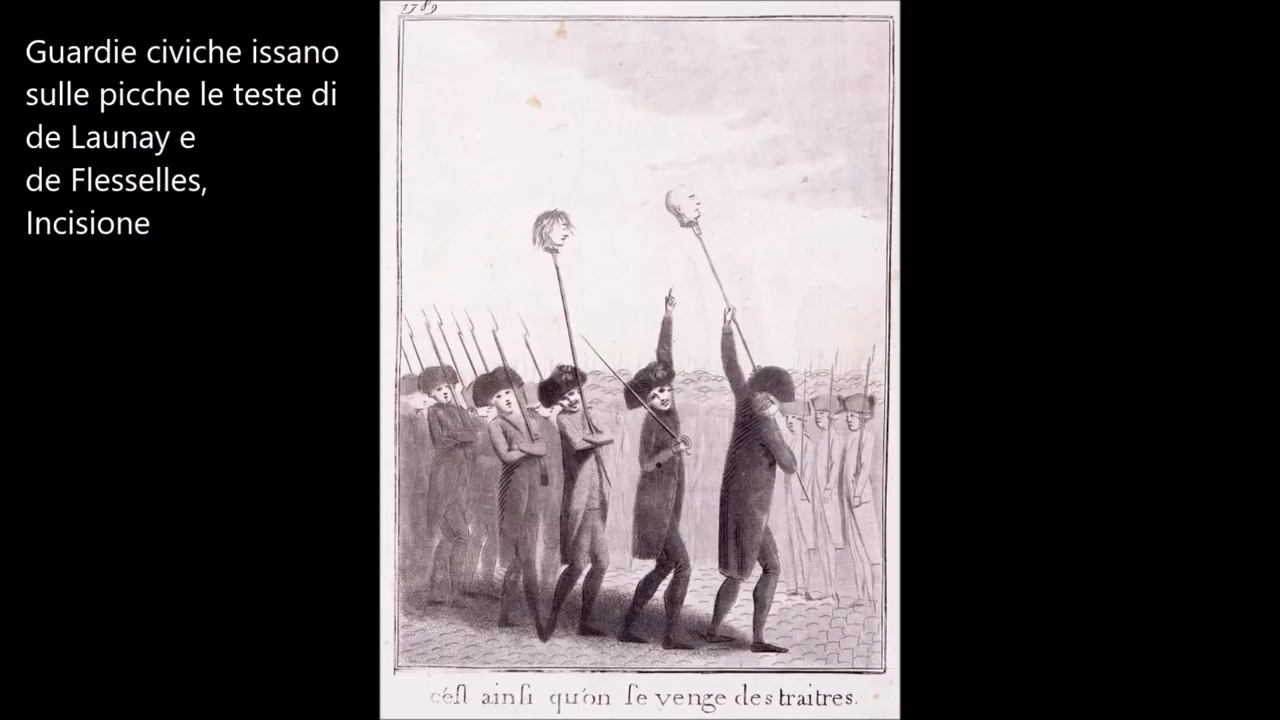 Guardie civiche issano
sulle picche le teste di
de Launay e
de Flesselles,
Incisione
1789
c'est ainsi qu'on se venge des traitres.